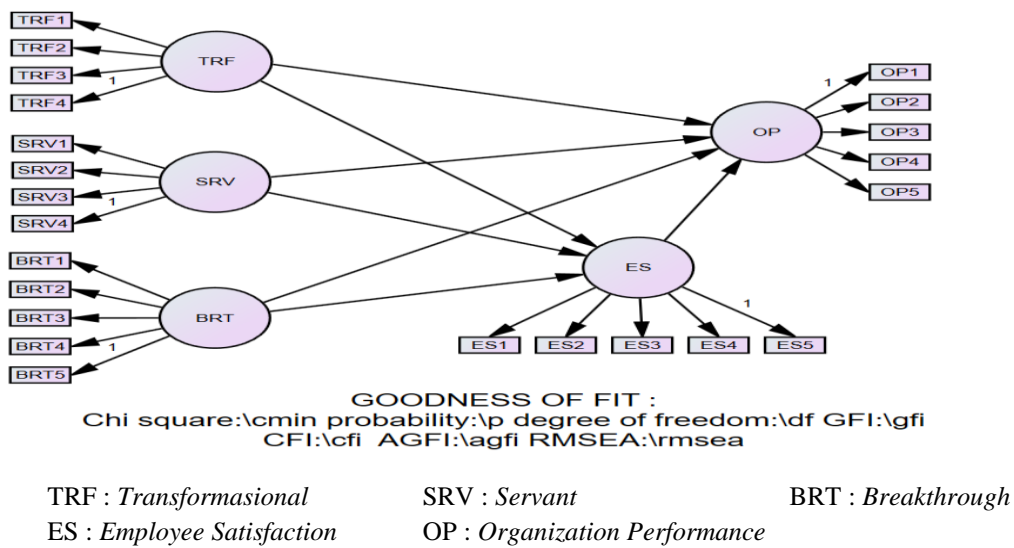 TRF1
TRF2
TRF3
1
TRF4
TRF
SRV1
SRV2
SRV3
1
SRV4
SRV
BRT1
BRT2
BRT3
BRT4
1
BRT5
BRT
1
OP1
OP2
OP3
OP4
OP5
OP
ES
1
ES1 ES2 ES3 ES4 ES5
GOODNESS OF FIT :
Chi square:\cmin probability:\p degree of freedom:\df GFI:\gfi
CFI:\cfi AGFI:\agfi RMSEA:\rmsea
TRF : Transformasional SRV : Servant BRT : Breakthrough
ES : Employee Satisfaction OP : Organization Performance